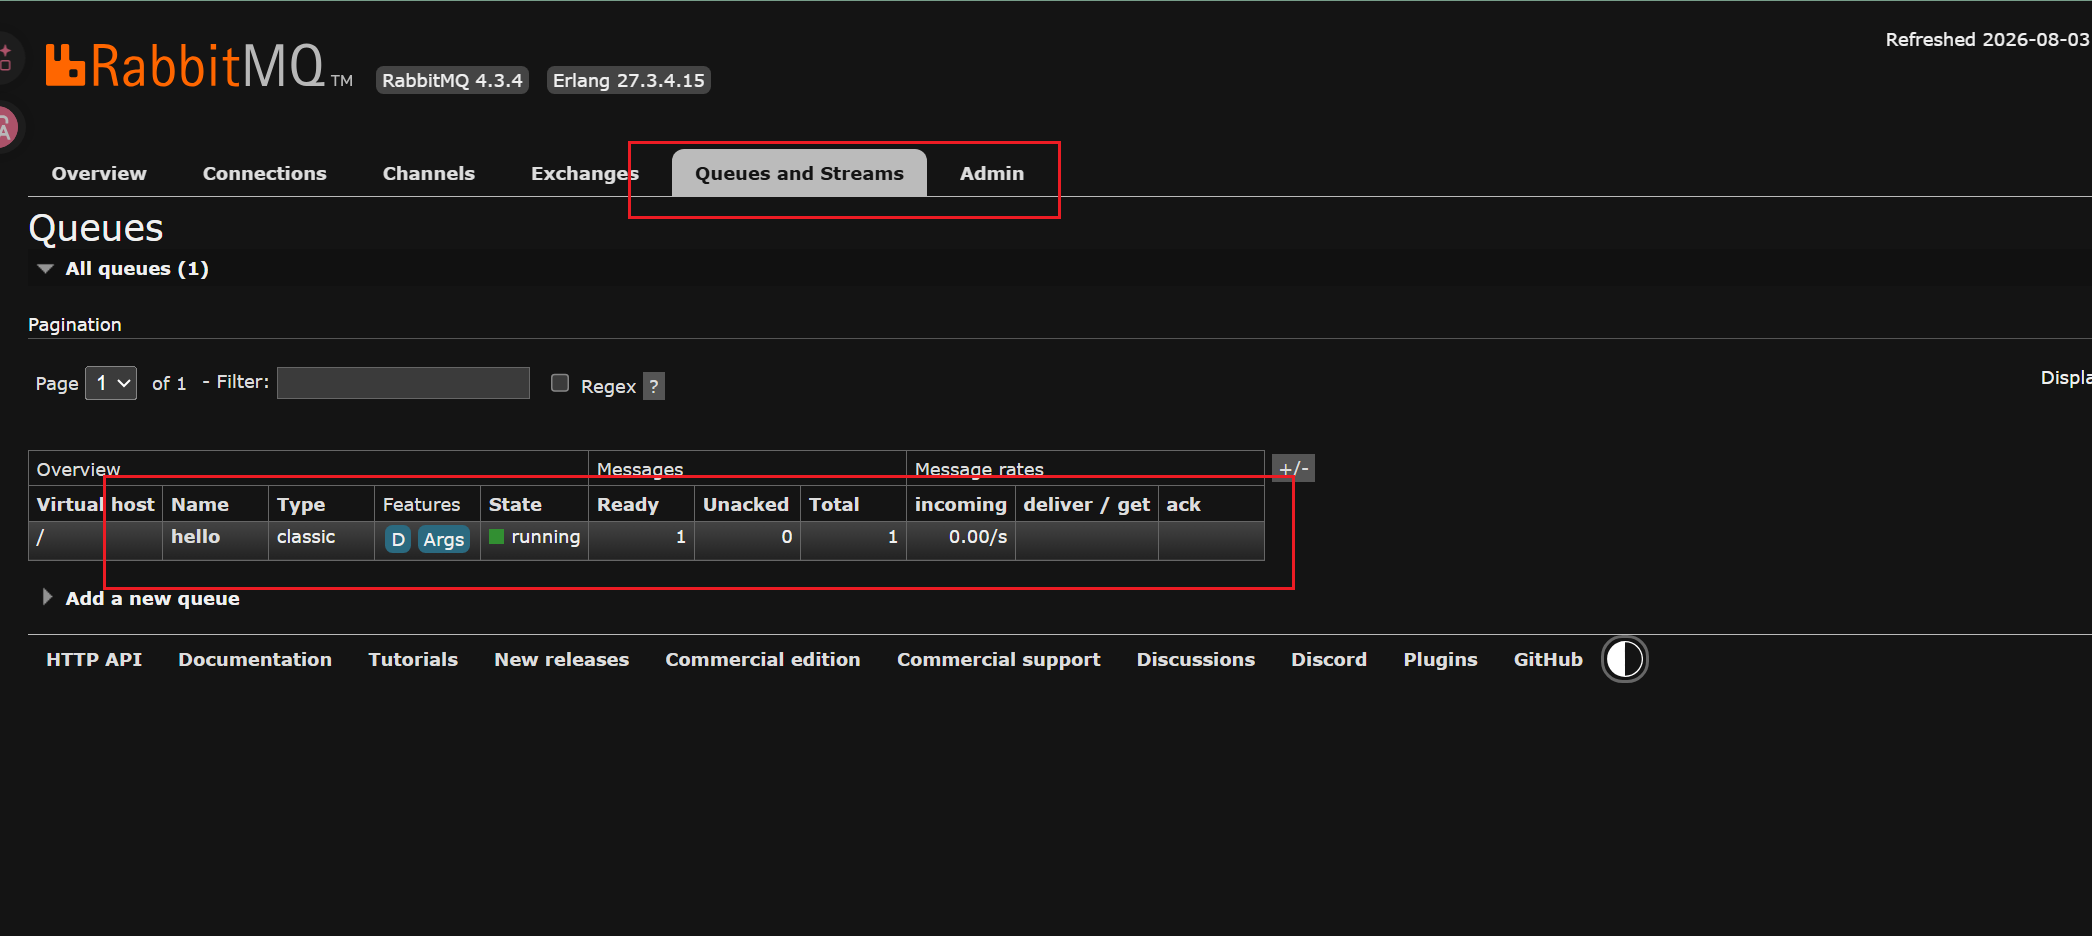 Refreshed 2026-08-03
RabbitMQ TM RabbitMQ 4.3.4 Erlang 27.3.4.15
Overview Connections Channels Exchanges Queues and Streams Admin
Queues
All queues (1)
Pagination
Page 1 of 1 - Filter: Regex ?
Displa
Overview Messages Message rates +/-
Virtual host Name Type Features State Ready Unacked Total incoming deliver / get ack
/ hello classic D Args running 1 0 1 0.00/s
Add a new queue
HTTP API Documentation Tutorials New releases Commercial edition Commercial support Discussions Discord Plugins GitHub